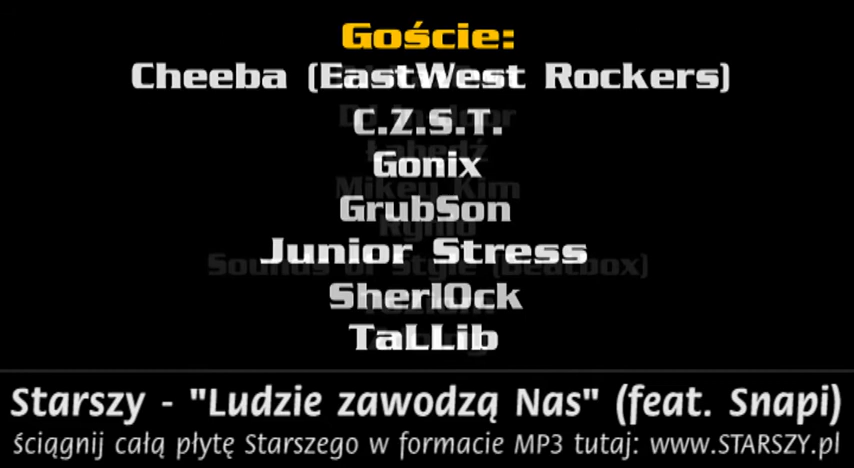 Goście:
Cheeba (EastWest Rockers)
C.Z.S.T.
Gonix
GrubSon
Junior Stress
Sherl0ck
TaLLib
Starszy - "Ludzie zawodzą Nas" (feat. Snapi)
ściągnij całą płytę Starszego w formacie MP3 tutaj: www.STARSZY.pl